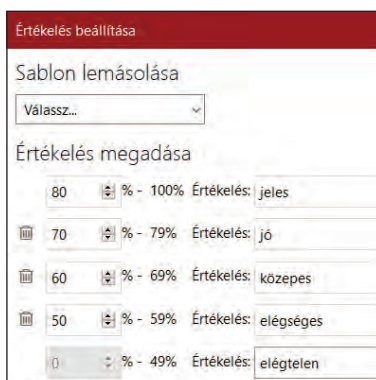 Értékelés beállítása
Sablon lemásolása
Válassz...
Értékelés megadása
80 % - 100% Értékelés: jeles
70 % - 79% Értékelés: jó
60 % - 69% Értékelés: közepes
50 % - 59% Értékelés: elégséges
0 % - 49% Értékelés: elégtelen